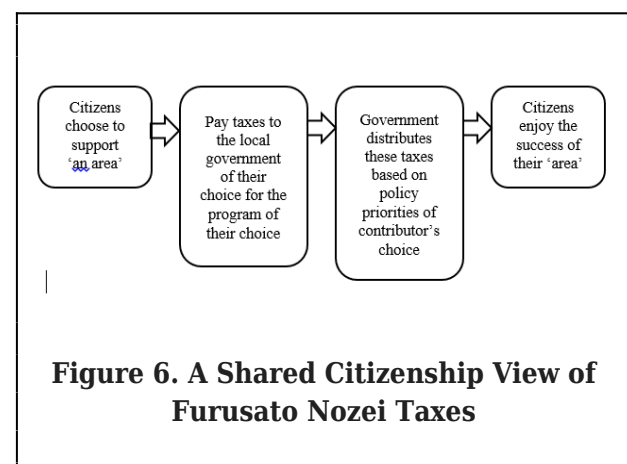 Citizens
choose to
support
‘an area’
Pay taxes to
the local
government
of their
choice for the
program of
their choice
Government
distributes
these taxes
based on
policy
priorities of
contributor’s
choice
Citizens
enjoy the
success of
their ‘area’
Figure 6. A Shared Citizenship View of
Furusato Nozei Taxes